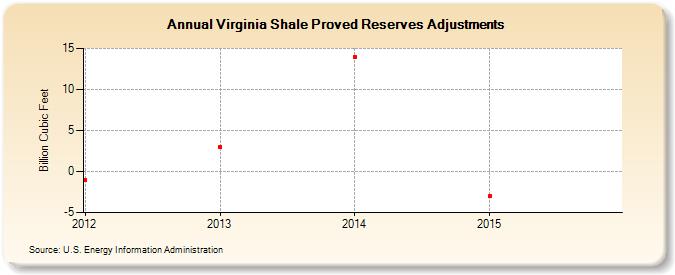 Annual Virginia Shale Proved Reserves Adjustments
Billion Cubic Feet
15
10
5
0
-5
2012 2013 2014 2015
Source: U.S. Energy Information Administration